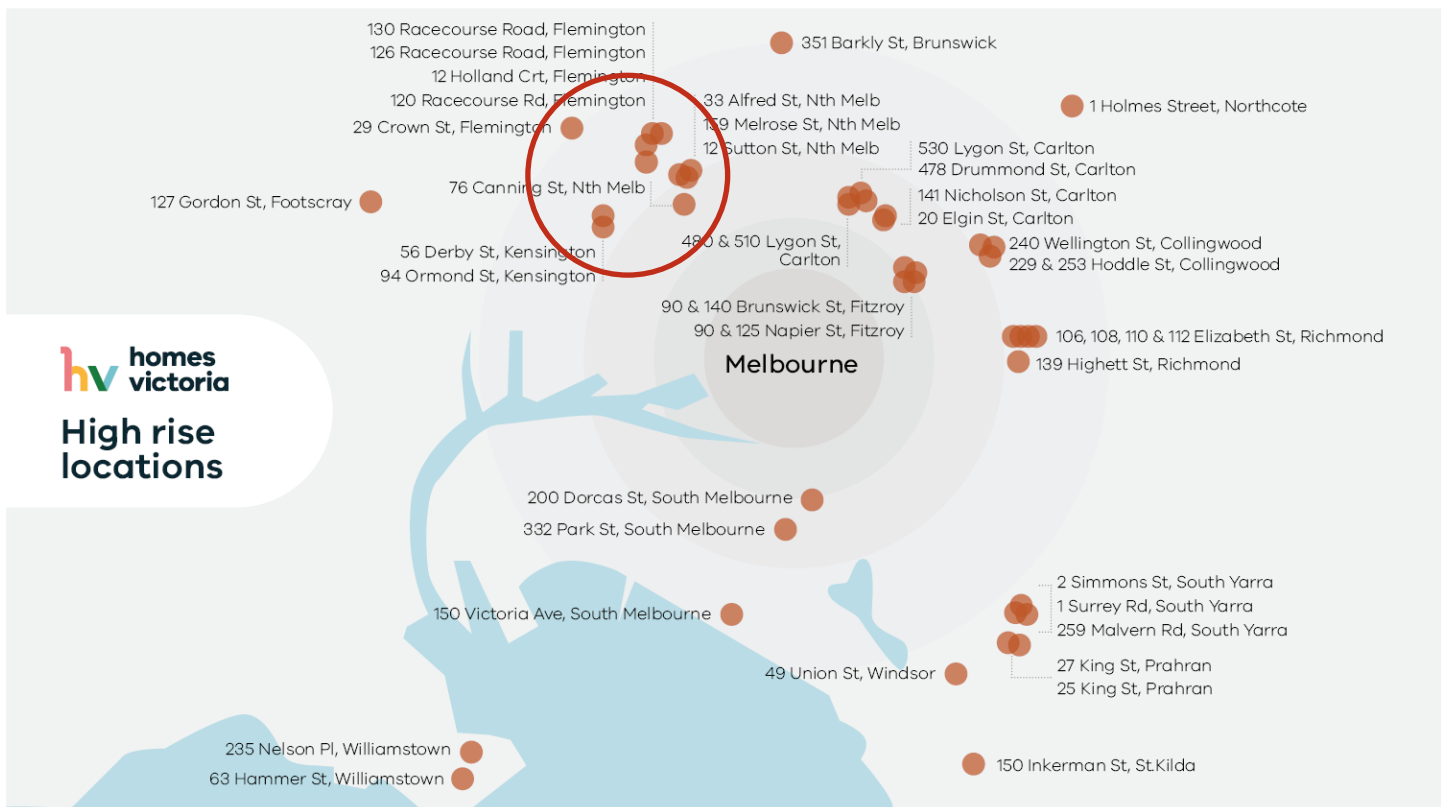 130 Racecourse Road, Flemington
126 Racecourse Road, Flemington
12 Holland Crt, Flemington
120 Racecourse Rd, Flemington
29 Crown St, Flemington
351 Barkly St, Brunswick
33 Alfred St, Nth Melb
159 Melrose St, Nth Melb
12 Sutton St, Nth Melb
1 Holmes Street, Northcote
530 Lygon St, Carlton
478 Drummond St, Carlton
141 Nicholson St, Carlton
20 Elgin St, Carlton
76 Canning St, Nth Melb
127 Gordon St, Footscray
56 Derby St, Kensington
94 Ormond St, Kensington
480 & 510 Lygon St,
Carlton
240 Wellington St, Collingwood
229 & 253 Hoddle St, Collingwood
90 & 140 Brunswick St, Fitzroy
90 & 125 Napier St, Fitzroy
106, 108, 110 & 112 Elizabeth St, Richmond
139 Highett St, Richmond
Melbourne
hv homes
victoria
High rise
locations
200 Dorcas St, South Melbourne
332 Park St, South Melbourne
150 Victoria Ave, South Melbourne
2 Simmons St, South Yarra
1 Surrey Rd, South Yarra
259 Malvern Rd, South Yarra
27 King St, Prahran
25 King St, Prahran
49 Union St, Windsor
235 Nelson Pl, Williamstown
63 Hammer St, Williamstown
150 Inkerman St, St.Kilda